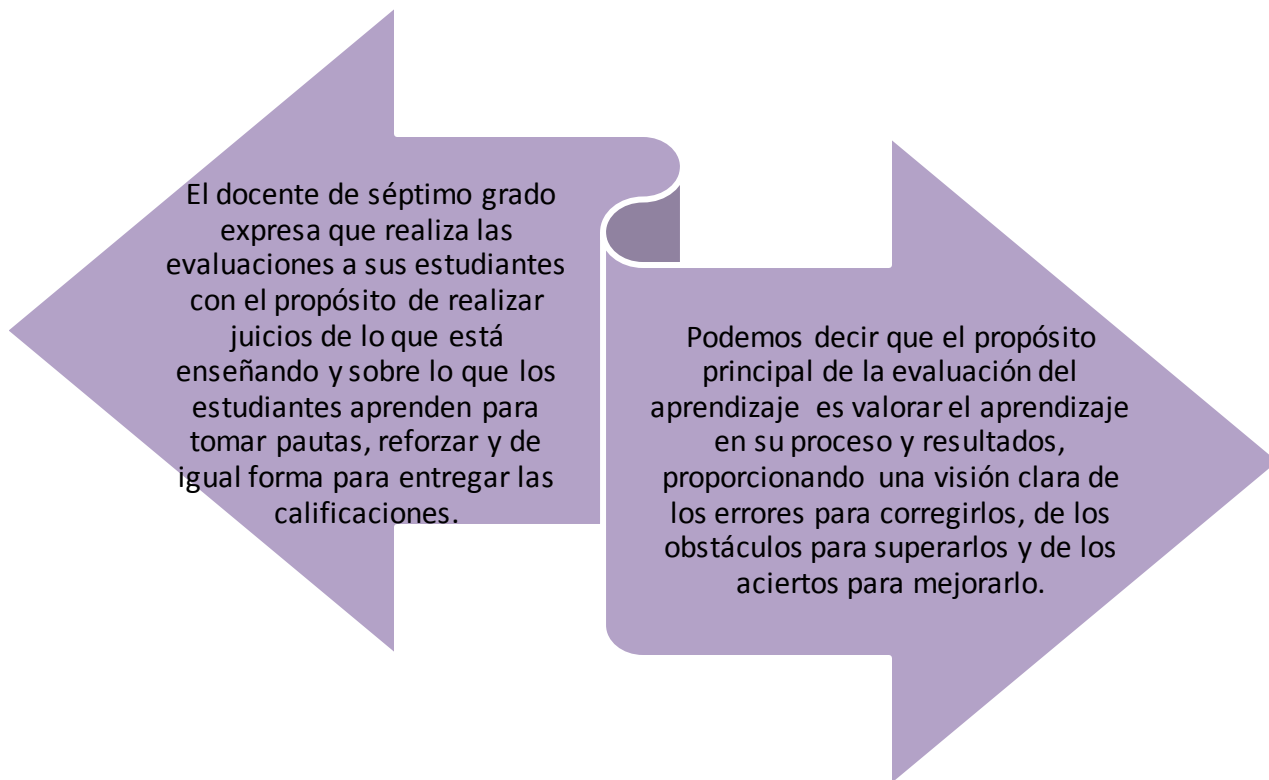 El docente de séptimo grado
expresa que realiza las
evaluaciones a sus estudiantes
con el propósito de realizar
juicios de lo que está
enseñando y sobre lo que los
estudiantes aprenden para
tomar pautas, reforzar y de
igual forma para entregar las
calificaciones.
Podemos decir que el propósito
principal de la evaluación del
aprendizaje es valorar el aprendizaje
en su proceso y resultados,
proporcionando una visión clara de
los errores para corregirlos, de los
obstáculos para superarlos y de los
aciertos para mejorarlo.